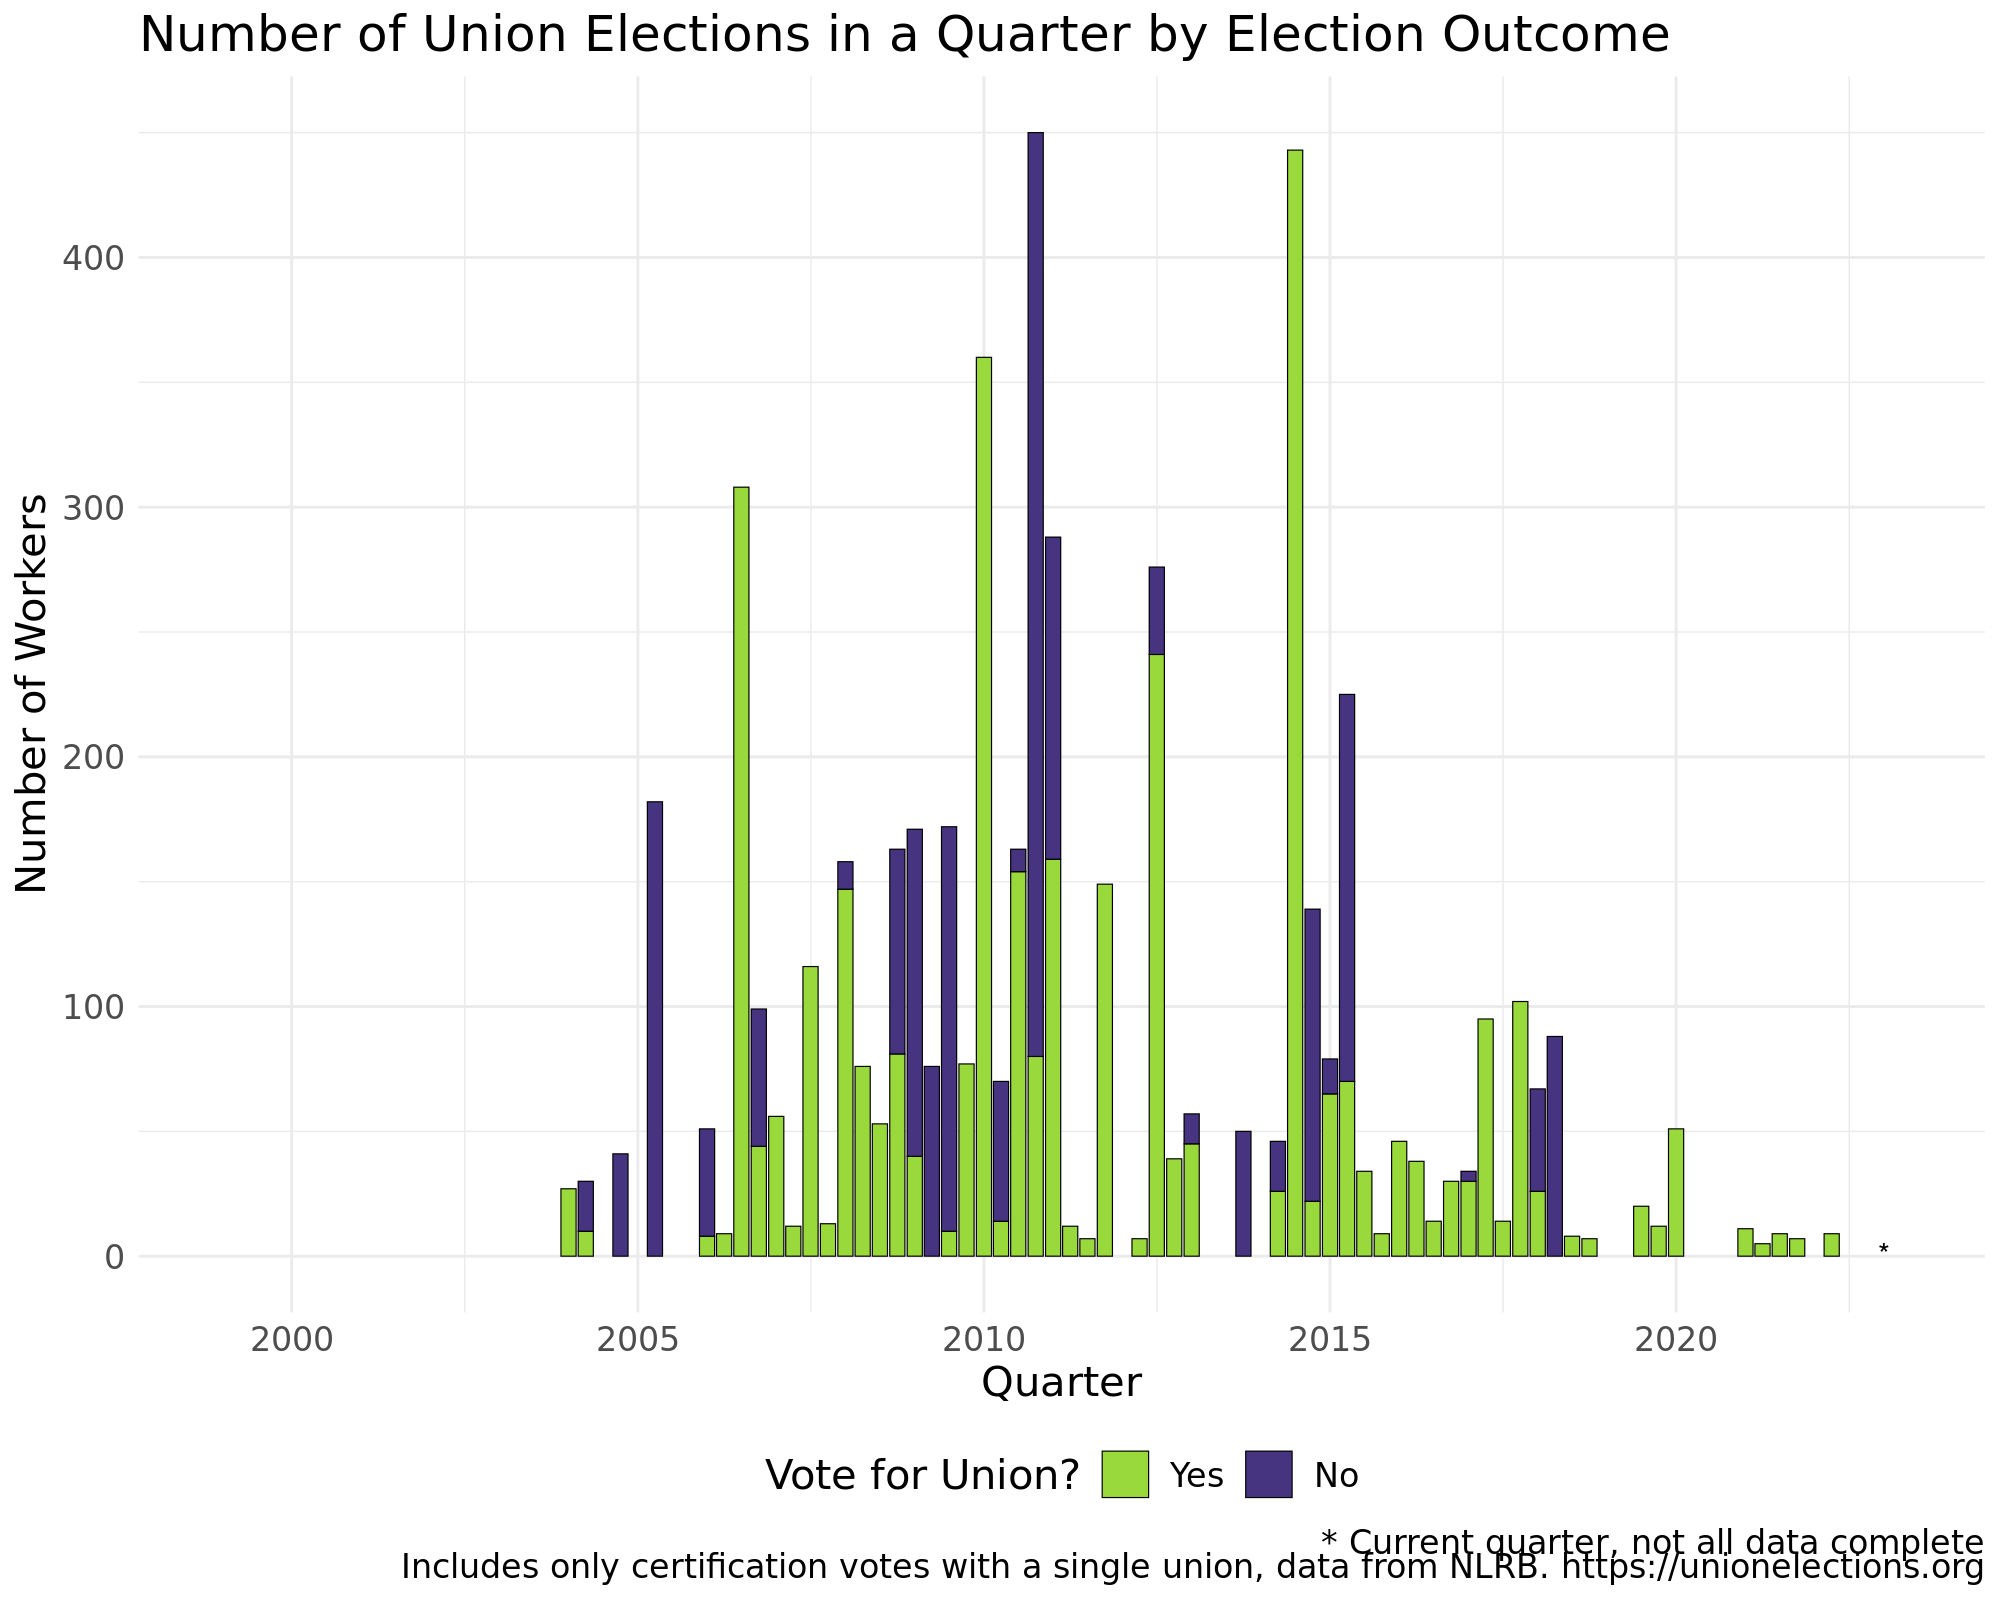 Number of Union Elections in a Quarter by Election Outcome
Number of Workers
400
300
200
100
0
*
2000 2005 2010 2015 2020
Quarter
Vote for Union? Yes No
* Current quarter, not all data complete
Includes only certification votes with a single union, data from NLRB. https://unionelections.org